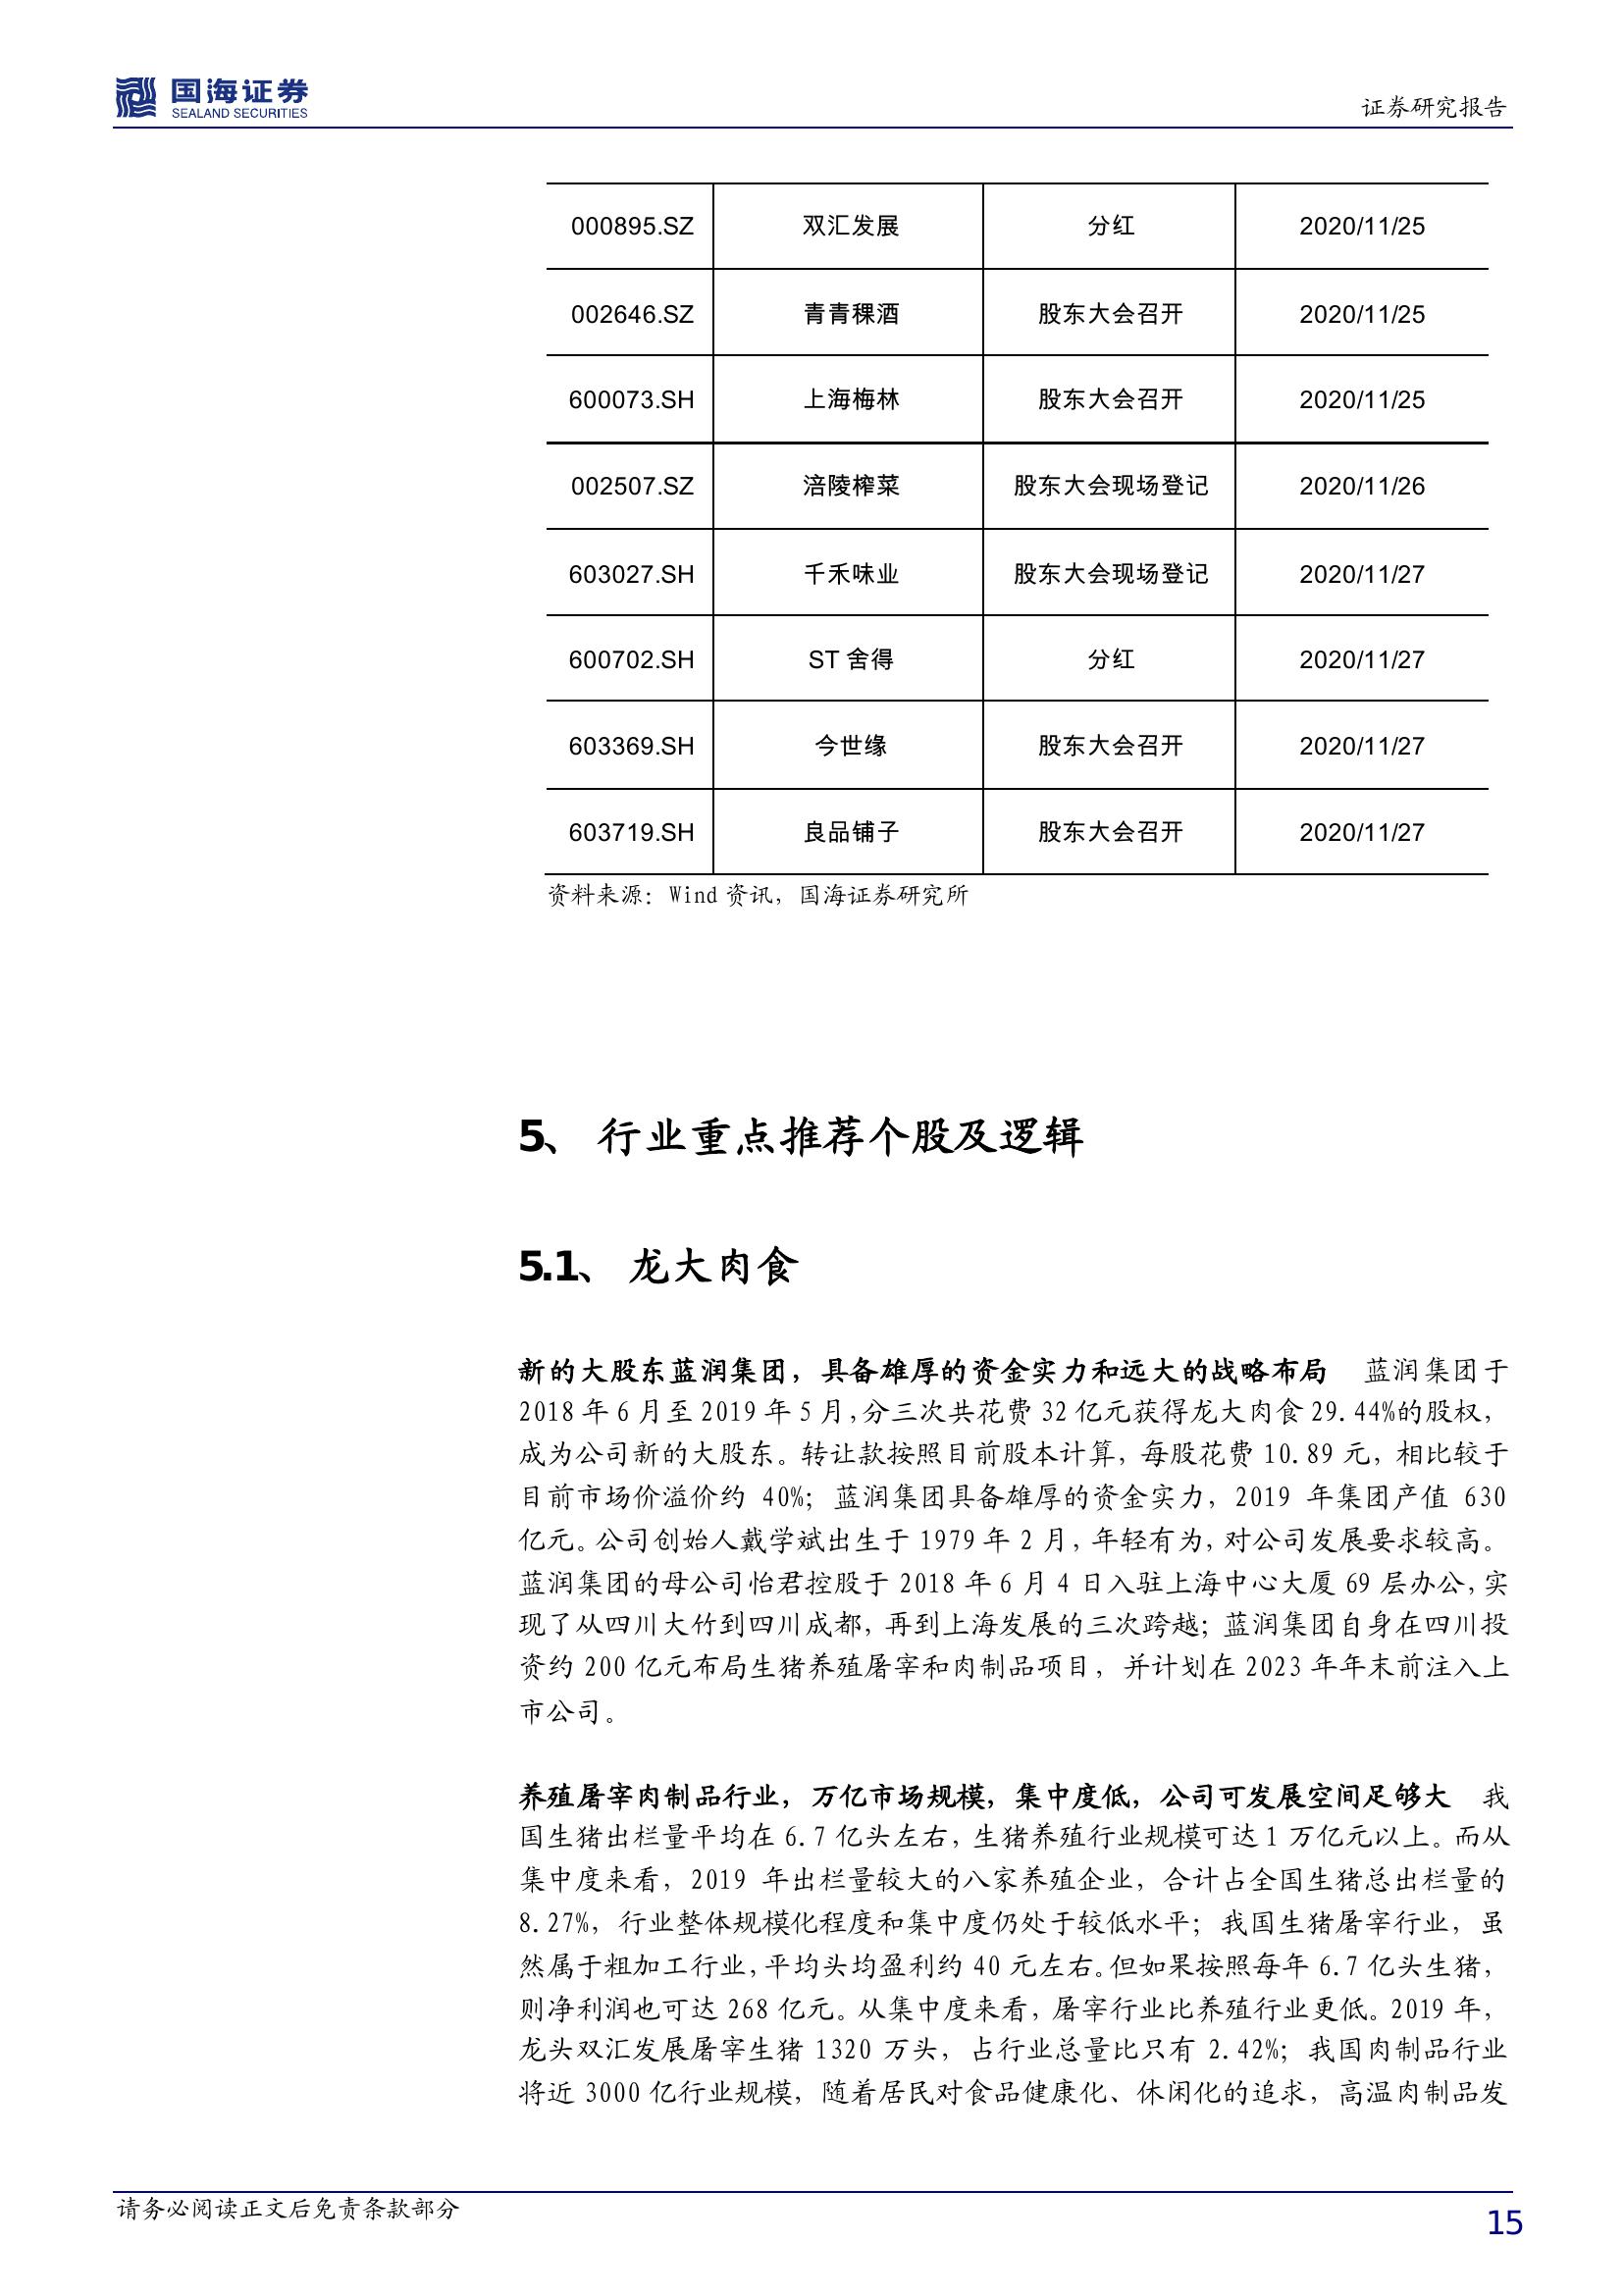 国海证券
SEALAND SECURITIES
证券研究报告
000895.SZ 双汇发展 分红 2020/11/25
002646.SZ 青青稞酒 股东大会召开 2020/11/25
600073.SH 上海梅林 股东大会召开 2020/11/25
002507.SZ 涪陵榨菜 股东大会现场登记 2020/11/26
603027.SH 千禾味业 股东大会现场登记 2020/11/27
600702.SH ST 舍得 分红 2020/11/27
603369.SH 今世缘 股东大会召开 2020/11/27
603719.SH 良品铺子 股东大会召开 2020/11/27
资料来源：Wind 资讯，国海证券研究所
5、 行业重点推荐个股及逻辑
5.1、 龙大肉食
新的大股东蓝润集团，具备雄厚的资金实力和远大的战略布局 蓝润集团于
2018 年 6 月至 2019 年 5 月，分三次共花费 32 亿元获得龙大肉食 29.44%的股权，
成为公司新的大股东。转让款按照目前股本计算，每股花费 10.89 元，相比较于
目前市场价溢价约 40%；蓝润集团具备雄厚的资金实力，2019 年集团产值 630
亿元。公司创始人戴学斌出生于 1979 年 2 月，年轻有为，对公司发展要求较高。
蓝润集团的母公司怡君控股于 2018 年 6 月 4 日入驻上海中心大厦 69 层办公，实
现了从四川大竹到四川成都，再到上海发展的三次跨越；蓝润集团自身在四川投
资约 200 亿元布局生猪养殖屠宰和肉制品项目，并计划在 2023 年年末前注入上
市公司。
养殖屠宰肉制品行业，万亿市场规模，集中度低，公司可发展空间足够大 我
国生猪出栏量平均在 6.7 亿头左右，生猪养殖行业规模可达 1 万亿元以上。而从
集中度来看，2019 年出栏量较大的八家养殖企业，合计占全国生猪总出栏量的
8.27%，行业整体规模化程度和集中度仍处于较低水平；我国生猪屠宰行业，虽
然属于粗加工行业，平均头均盈利约 40 元左右。但如果按照每年 6.7 亿头生猪，
则净利润也可达 268 亿元。从集中度来看，屠宰行业比养殖行业更低。2019 年，
龙头双汇发展屠宰生猪 1320 万头，占行业总量比只有 2.42%；我国肉制品行业
将近 3000 亿行业规模，随着居民对食品健康化、休闲化的追求，高温肉制品发
请务必阅读正文后免责条款部分
15